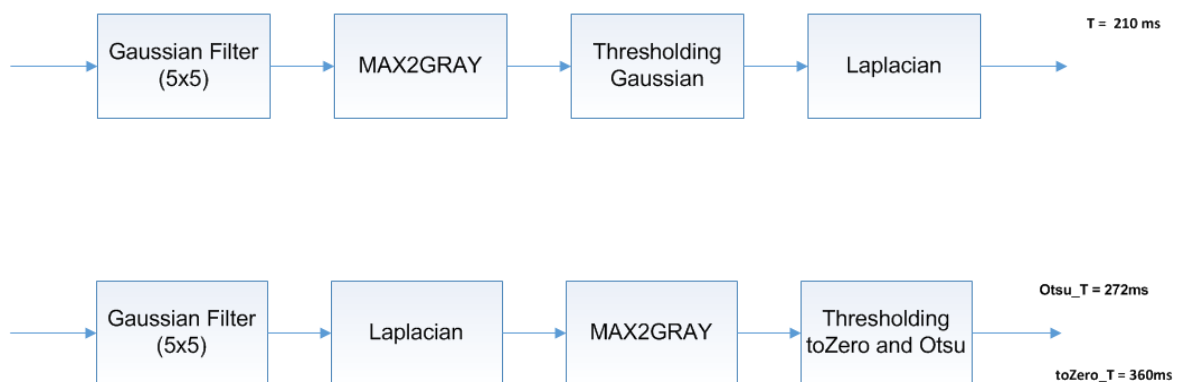 T = 210 ms
Gaussian Filter
(5x5)
MAX2GRAY
Thresholding
Gaussian
Laplacian
Otsu_T = 272ms
Gaussian Filter
(5x5)
Laplacian
MAX2GRAY
Thresholding
toZero and Otsu
toZero_T = 360ms